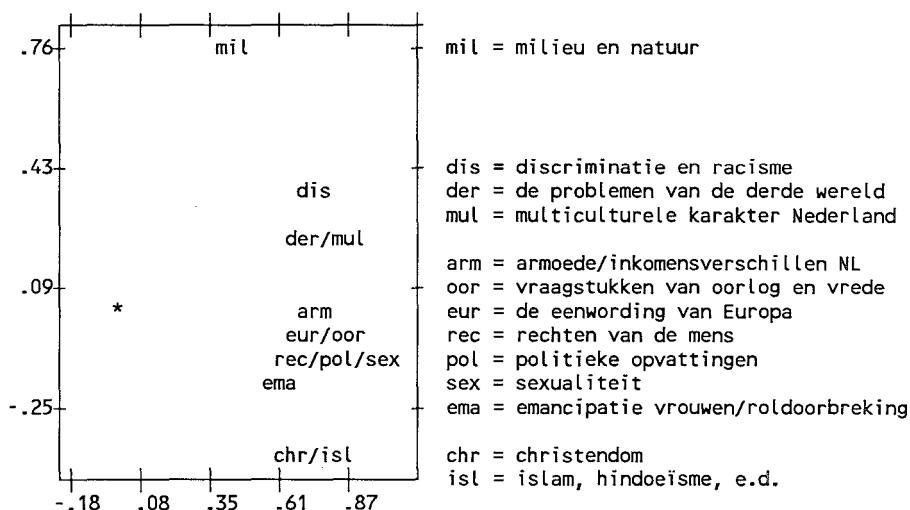 .76 mil mil = milieu en natuur
.43 dis = discriminatie en racisme
dis der = de problemen van de derde wereld
mul = multiculturele karakter Nederland
der/mul
arm = armoede/inkomensverschillen NL
.09 oor = vraagstukken van oorlog en vrede
* arm eur = de eenwording van Europa
eur/oor rec = rechten van de mens
rec/pol/sex pol = politieke opvattingen
ema sex = sexualiteit
-.25 ema = emancipatie vrouwen/roldoorbreking
chr/isl chr = christendom
isl = islam, hindoeïsme, e.d.
-.18 .08 .35 .61 .87